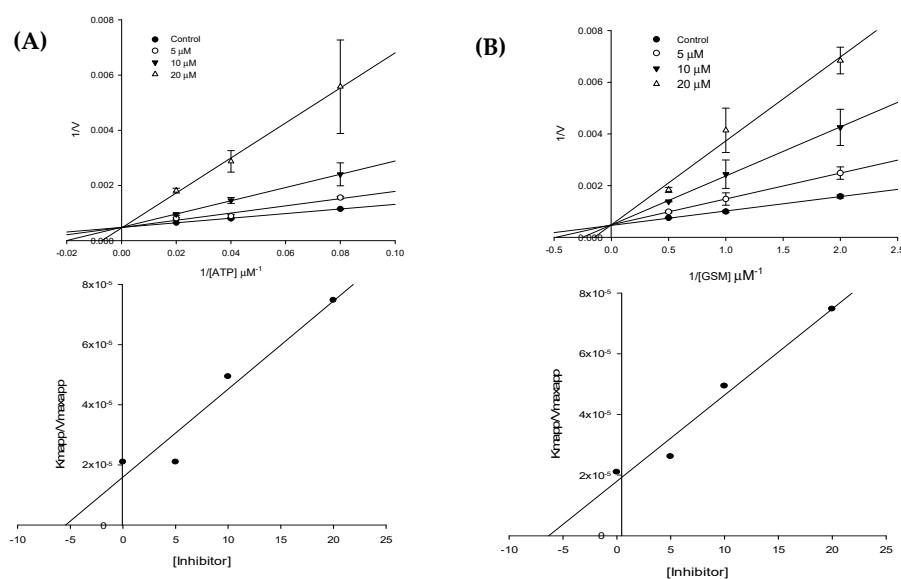 (A)
Control
5 µM
10 µM
20 µM
0.008
0.006
0.004
0.002
0.000
1/V
-0.02
0.00
0.02
0.04
0.06
0.08
0.10
1/[ATP] µM-1
(B)
Control
5 µM
10 µM
20 µM
0.008
0.006
0.004
0.002
0.000
1/V
-0.5
0.0
0.5
1.0
1.5
2.0
2.5
1/[GSM] µM-1
8x10-5
6x10-5
4x10-5
2x10-5
0
Kmapp/Vmaxapp
-10
-5
0
5
10
15
20
25
[Inhibitor]
8x10-5
6x10-5
4x10-5
2x10-5
0
Kmapp/Vmaxapp
-10
-5
0
5
10
15
20
25
[Inhibitor]